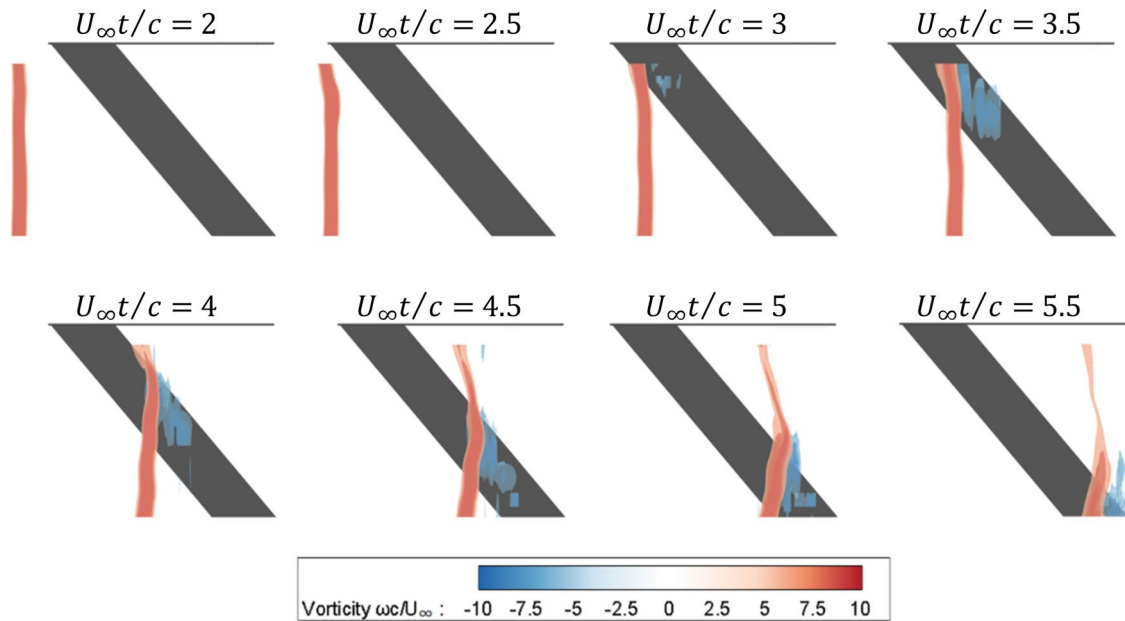 U∞t/c = 2
U∞t/c = 2.5
U∞t/c = 3
U∞t/c = 3.5
U∞t/c = 4
U∞t/c = 4.5
U∞t/c = 5
U∞t/c = 5.5
Vorticity ωc/U∞ : -10 -7.5 -5 -2.5 0 2.5 5 7.5 10